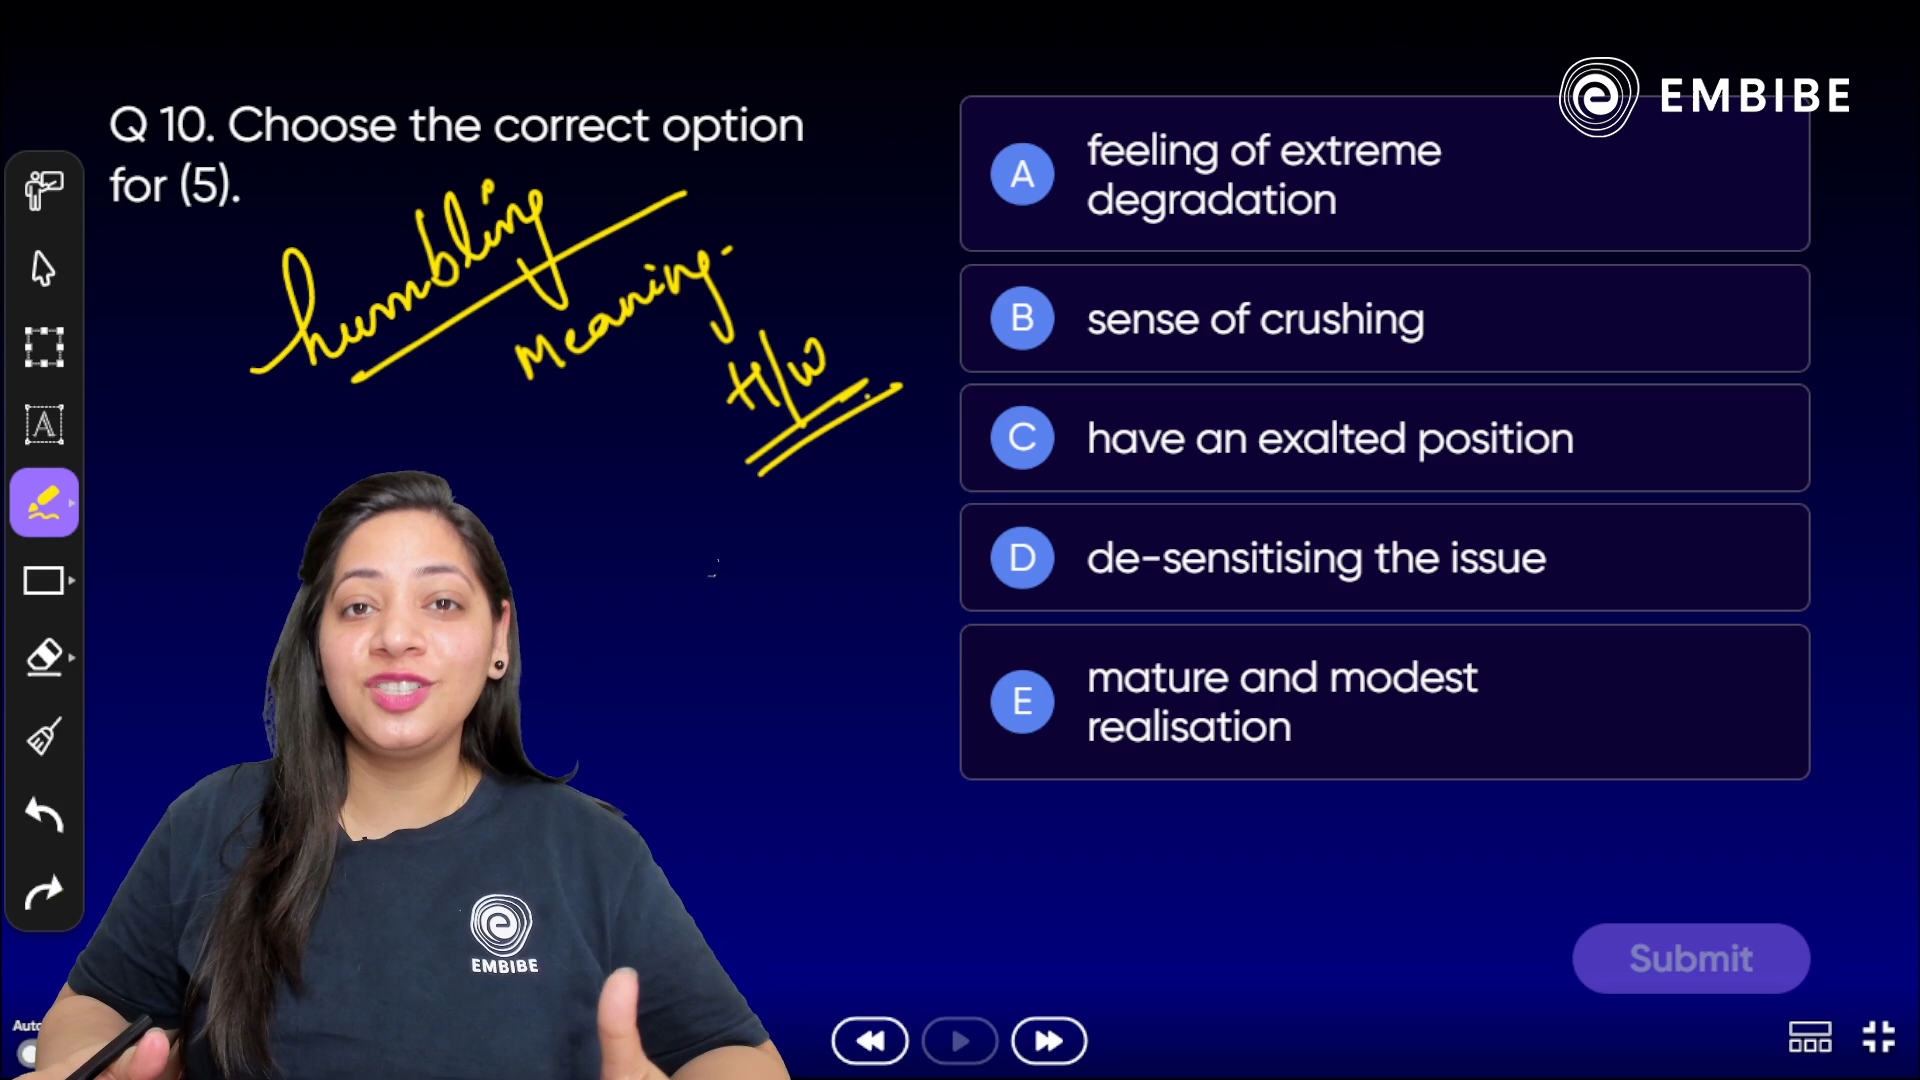 EMBIBE
Q 10. Choose the correct option
for (5).
humbling
Meaning-
H/W
A
feeling of extreme
degradation
B
sense of crushing
C
have an exalted position
D
de-sensitising the issue
E
mature and modest
realisation
A
EMBIBE
Submit
Auto